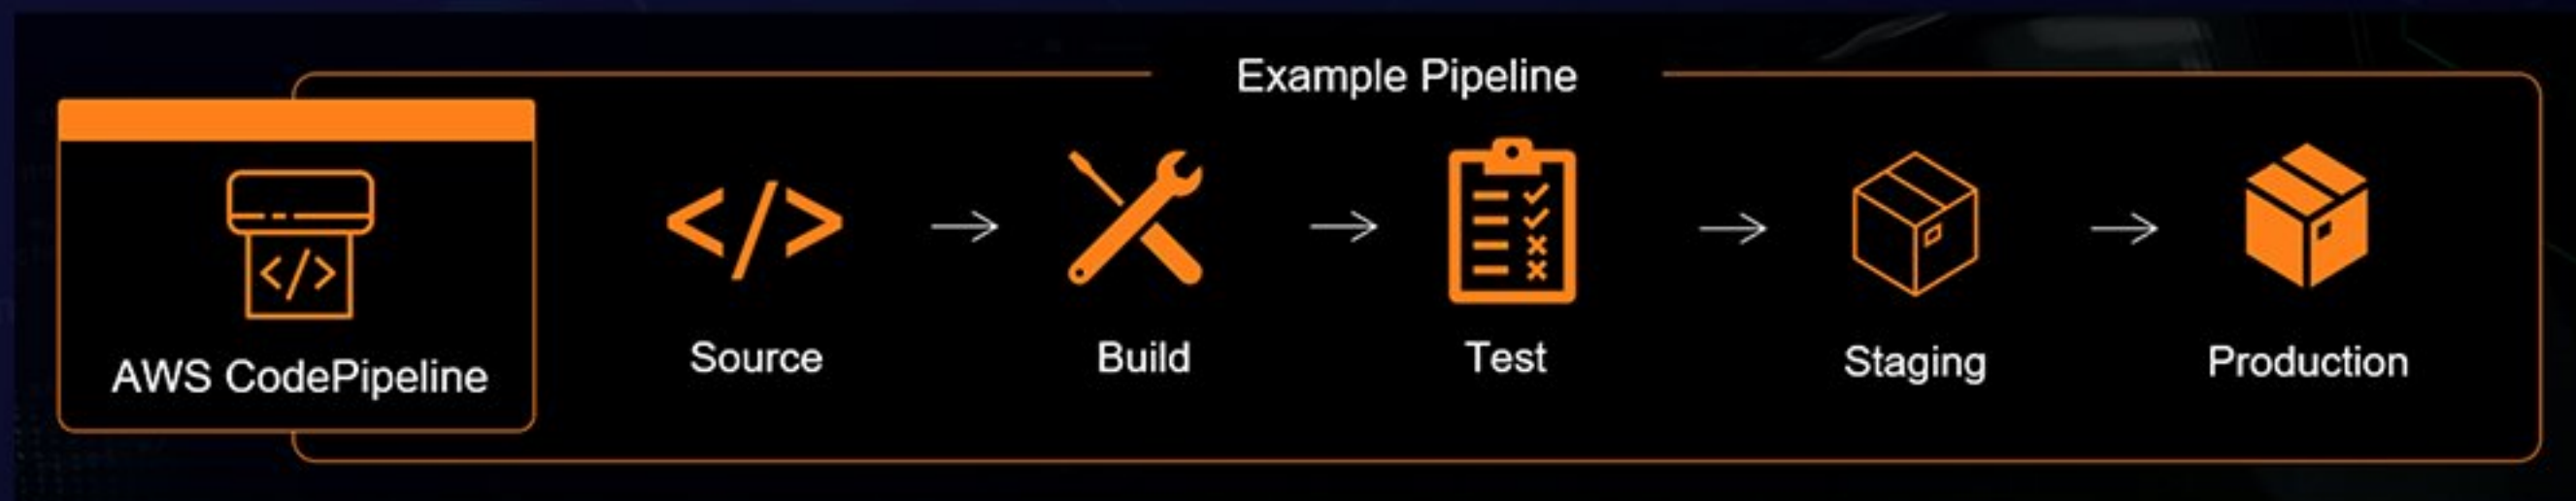 Example Pipeline
AWS CodePipeline
</>
</>
Source
Build
Test
Staging
Production